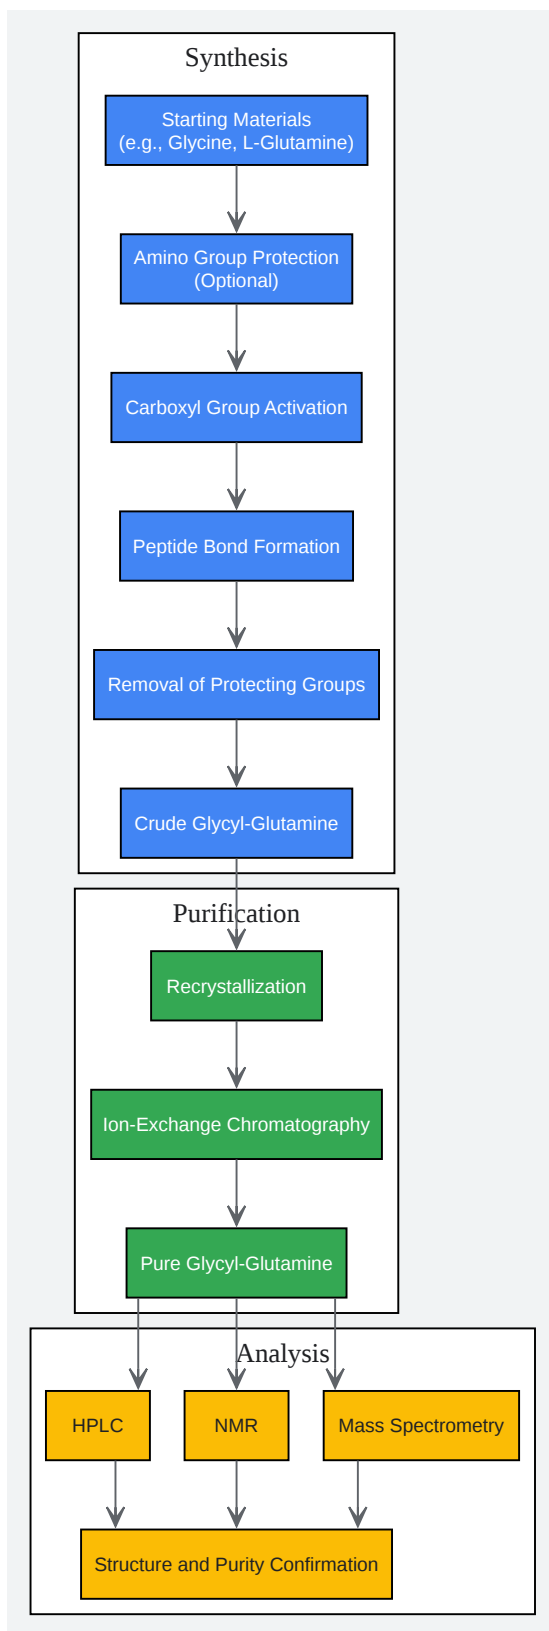 Synthesis
Starting Materials
(e.g., Glycine, L-Glutamine)
Amino Group Protection
(Optional)
Carboxyl Group Activation
Peptide Bond Formation
Removal of Protecting Groups
Crude Glycyl-Glutamine
Purification
Recrystallization
Ion-Exchange Chromatography
Pure Glycyl-Glutamine
Analysis
HPLC
NMR
Mass Spectrometry
Structure and Purity Confirmation